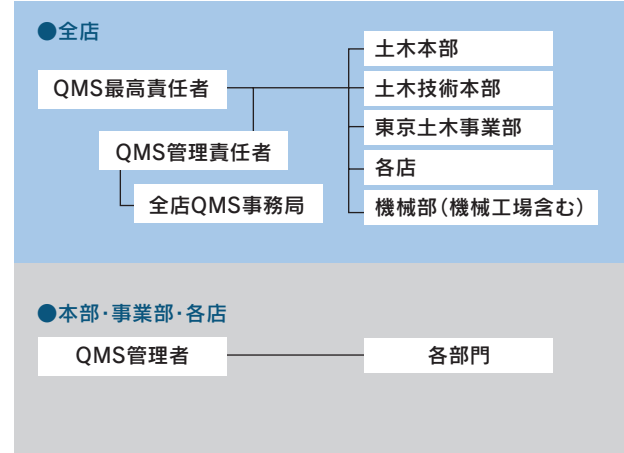 ●全店
QMS最高責任者
QMS管理責任者
全店QMS事務局
土木本部
土木技術本部
東京土木事業部
各店
機械部（機械工場含む）
●本部・事業部・各店
QMS管理者
各部門